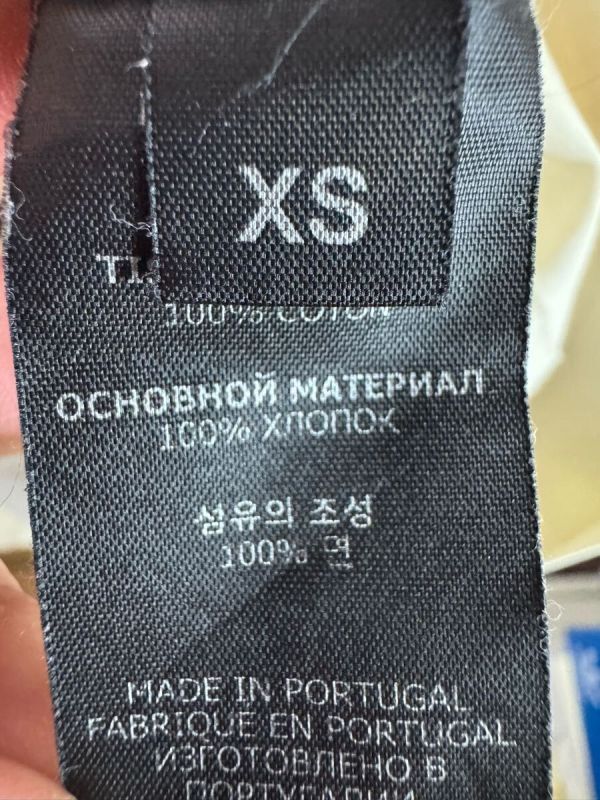 XS
100% COTON
ОСНОВНОЙ МАТЕРИАЛ
100% ХЛОПОК
섬유의 조성
100% 면
MADE IN PORTUGAL
FABRIQUE EN PORTUGAL
ИЗГОТОВЛЕНО В
ПОРТУГАЛИИ